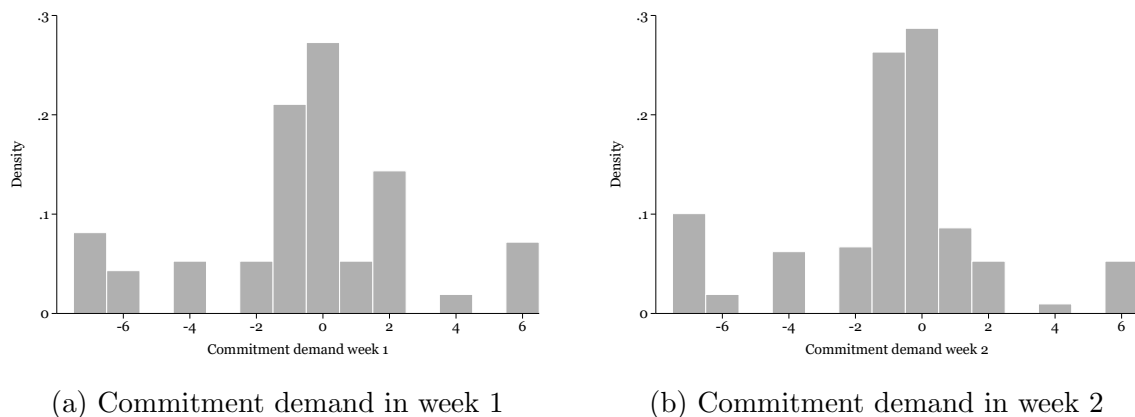 .3
.2
.1
0
Density
-6 -4 -2 0 2 4 6
Commitment demand week 1
(a) Commitment demand in week 1
.3
.2
.1
0
Density
-6 -4 -2 0 2 4 6
Commitment demand week 2
(b) Commitment demand in week 2